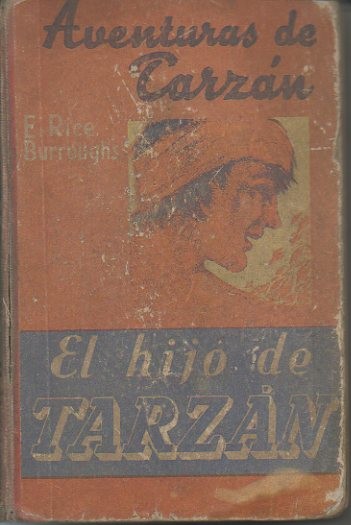 Aventuras de
Tarzán
E. Rice
Burroughs
El hijo de
TARZÁN